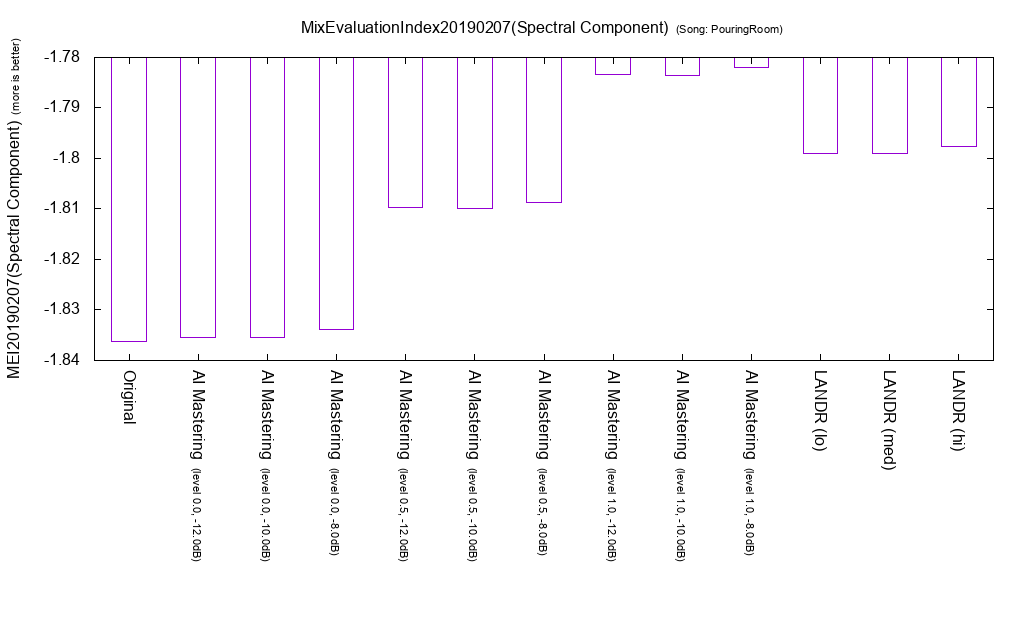 MixEvaluationIndex20190207(Spectral Component) (Song: PouringRoom)
MEI20190207(Spectral Component) (more is better)
-1.78
-1.79
-1.8
-1.81
-1.82
-1.83
-1.84
Original
AI Mastering (level 0.0, -12.0dB)
AI Mastering (level 0.0, -10.0dB)
AI Mastering (level 0.0, -8.0dB)
AI Mastering (level 0.5, -12.0dB)
AI Mastering (level 0.5, -10.0dB)
AI Mastering (level 0.5, -8.0dB)
AI Mastering (level 1.0, -12.0dB)
AI Mastering (level 1.0, -10.0dB)
AI Mastering (level 1.0, -8.0dB)
LANDR (lo)
LANDR (med)
LANDR (hi)